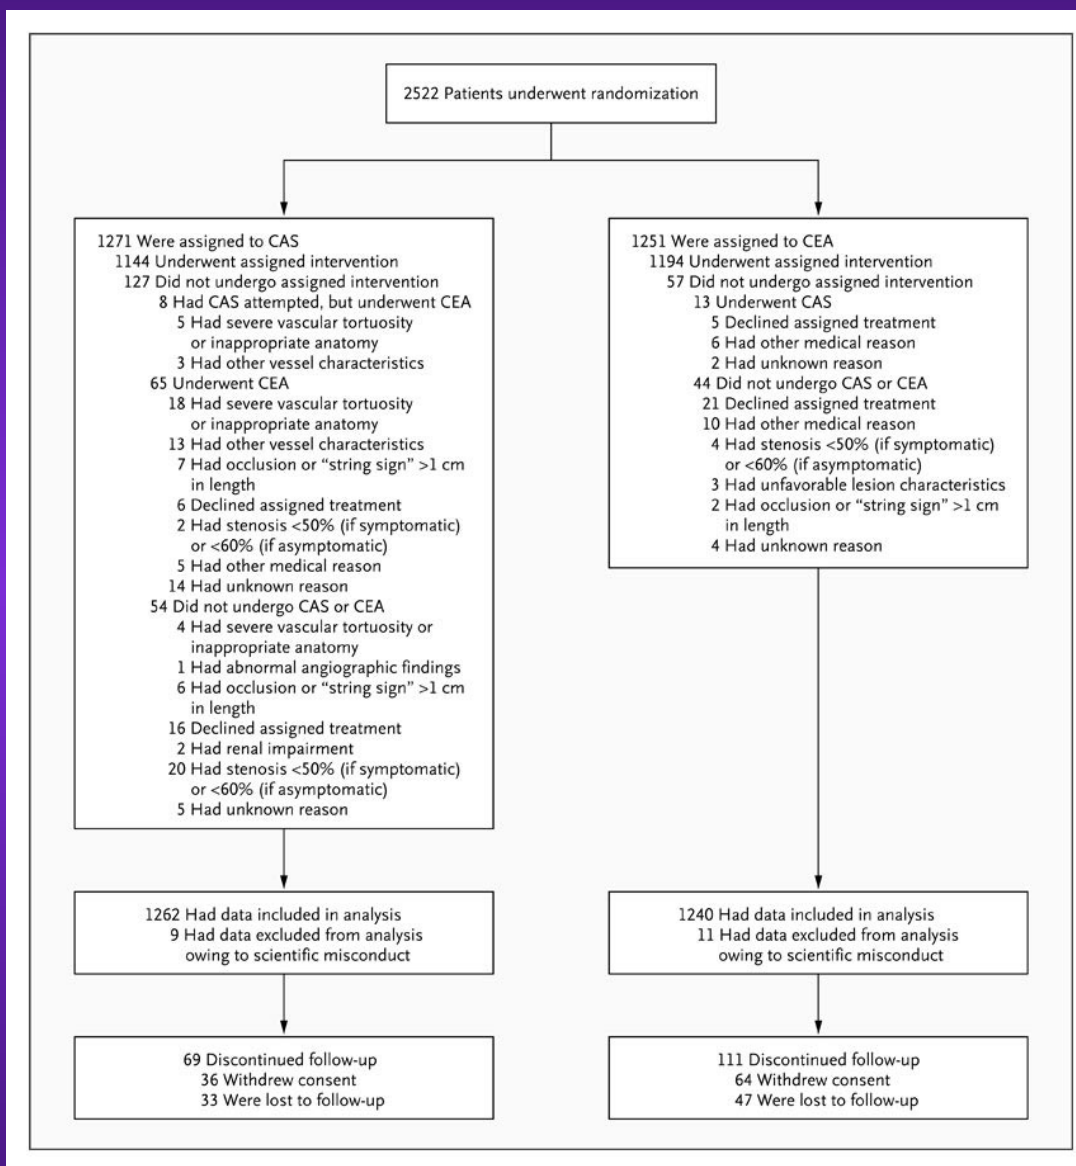 2522 Patients underwent randomization
1271 Were assigned to CAS
1144 Underwent assigned intervention
127 Did not undergo assigned intervention
8 Had CAS attempted, but underwent CEA
5 Had severe vascular tortuosity
or inappropriate anatomy
3 Had other vessel characteristics
65 Underwent CEA
18 Had severe vascular tortuosity
or inappropriate anatomy
13 Had other vessel characteristics
7 Had occlusion or “string sign” >1 cm
in length
6 Declined assigned treatment
2 Had stenosis <50% (if symptomatic)
or <60% (if asymptomatic)
5 Had other medical reason
14 Had unknown reason
54 Did not undergo CAS or CEA
4 Had severe vascular tortuosity or
inappropriate anatomy
1 Had abnormal angiographic findings
6 Had occlusion or “string sign” >1 cm
in length
16 Declined assigned treatment
2 Had renal impairment
20 Had stenosis <50% (if symptomatic)
or <60% (if asymptomatic)
5 Had unknown reason
1251 Were assigned to CEA
1194 Underwent assigned intervention
57 Did not undergo assigned intervention
13 Underwent CAS
5 Declined assigned treatment
6 Had other medical reason
2 Had unknown reason
44 Did not undergo CAS or CEA
21 Declined assigned treatment
10 Had other medical reason
4 Had stenosis <50% (if symptomatic)
or <60% (if asymptomatic)
3 Had unfavorable lesion characteristics
2 Had occlusion or “string sign” >1 cm
in length
4 Had unknown reason
1262 Had data included in analysis
9 Had data excluded from analysis
owing to scientific misconduct
1240 Had data included in analysis
11 Had data excluded from analysis
owing to scientific misconduct
69 Discontinued follow-up
36 Withdrew consent
33 Were lost to follow-up
111 Discontinued follow-up
64 Withdrew consent
47 Were lost to follow-up